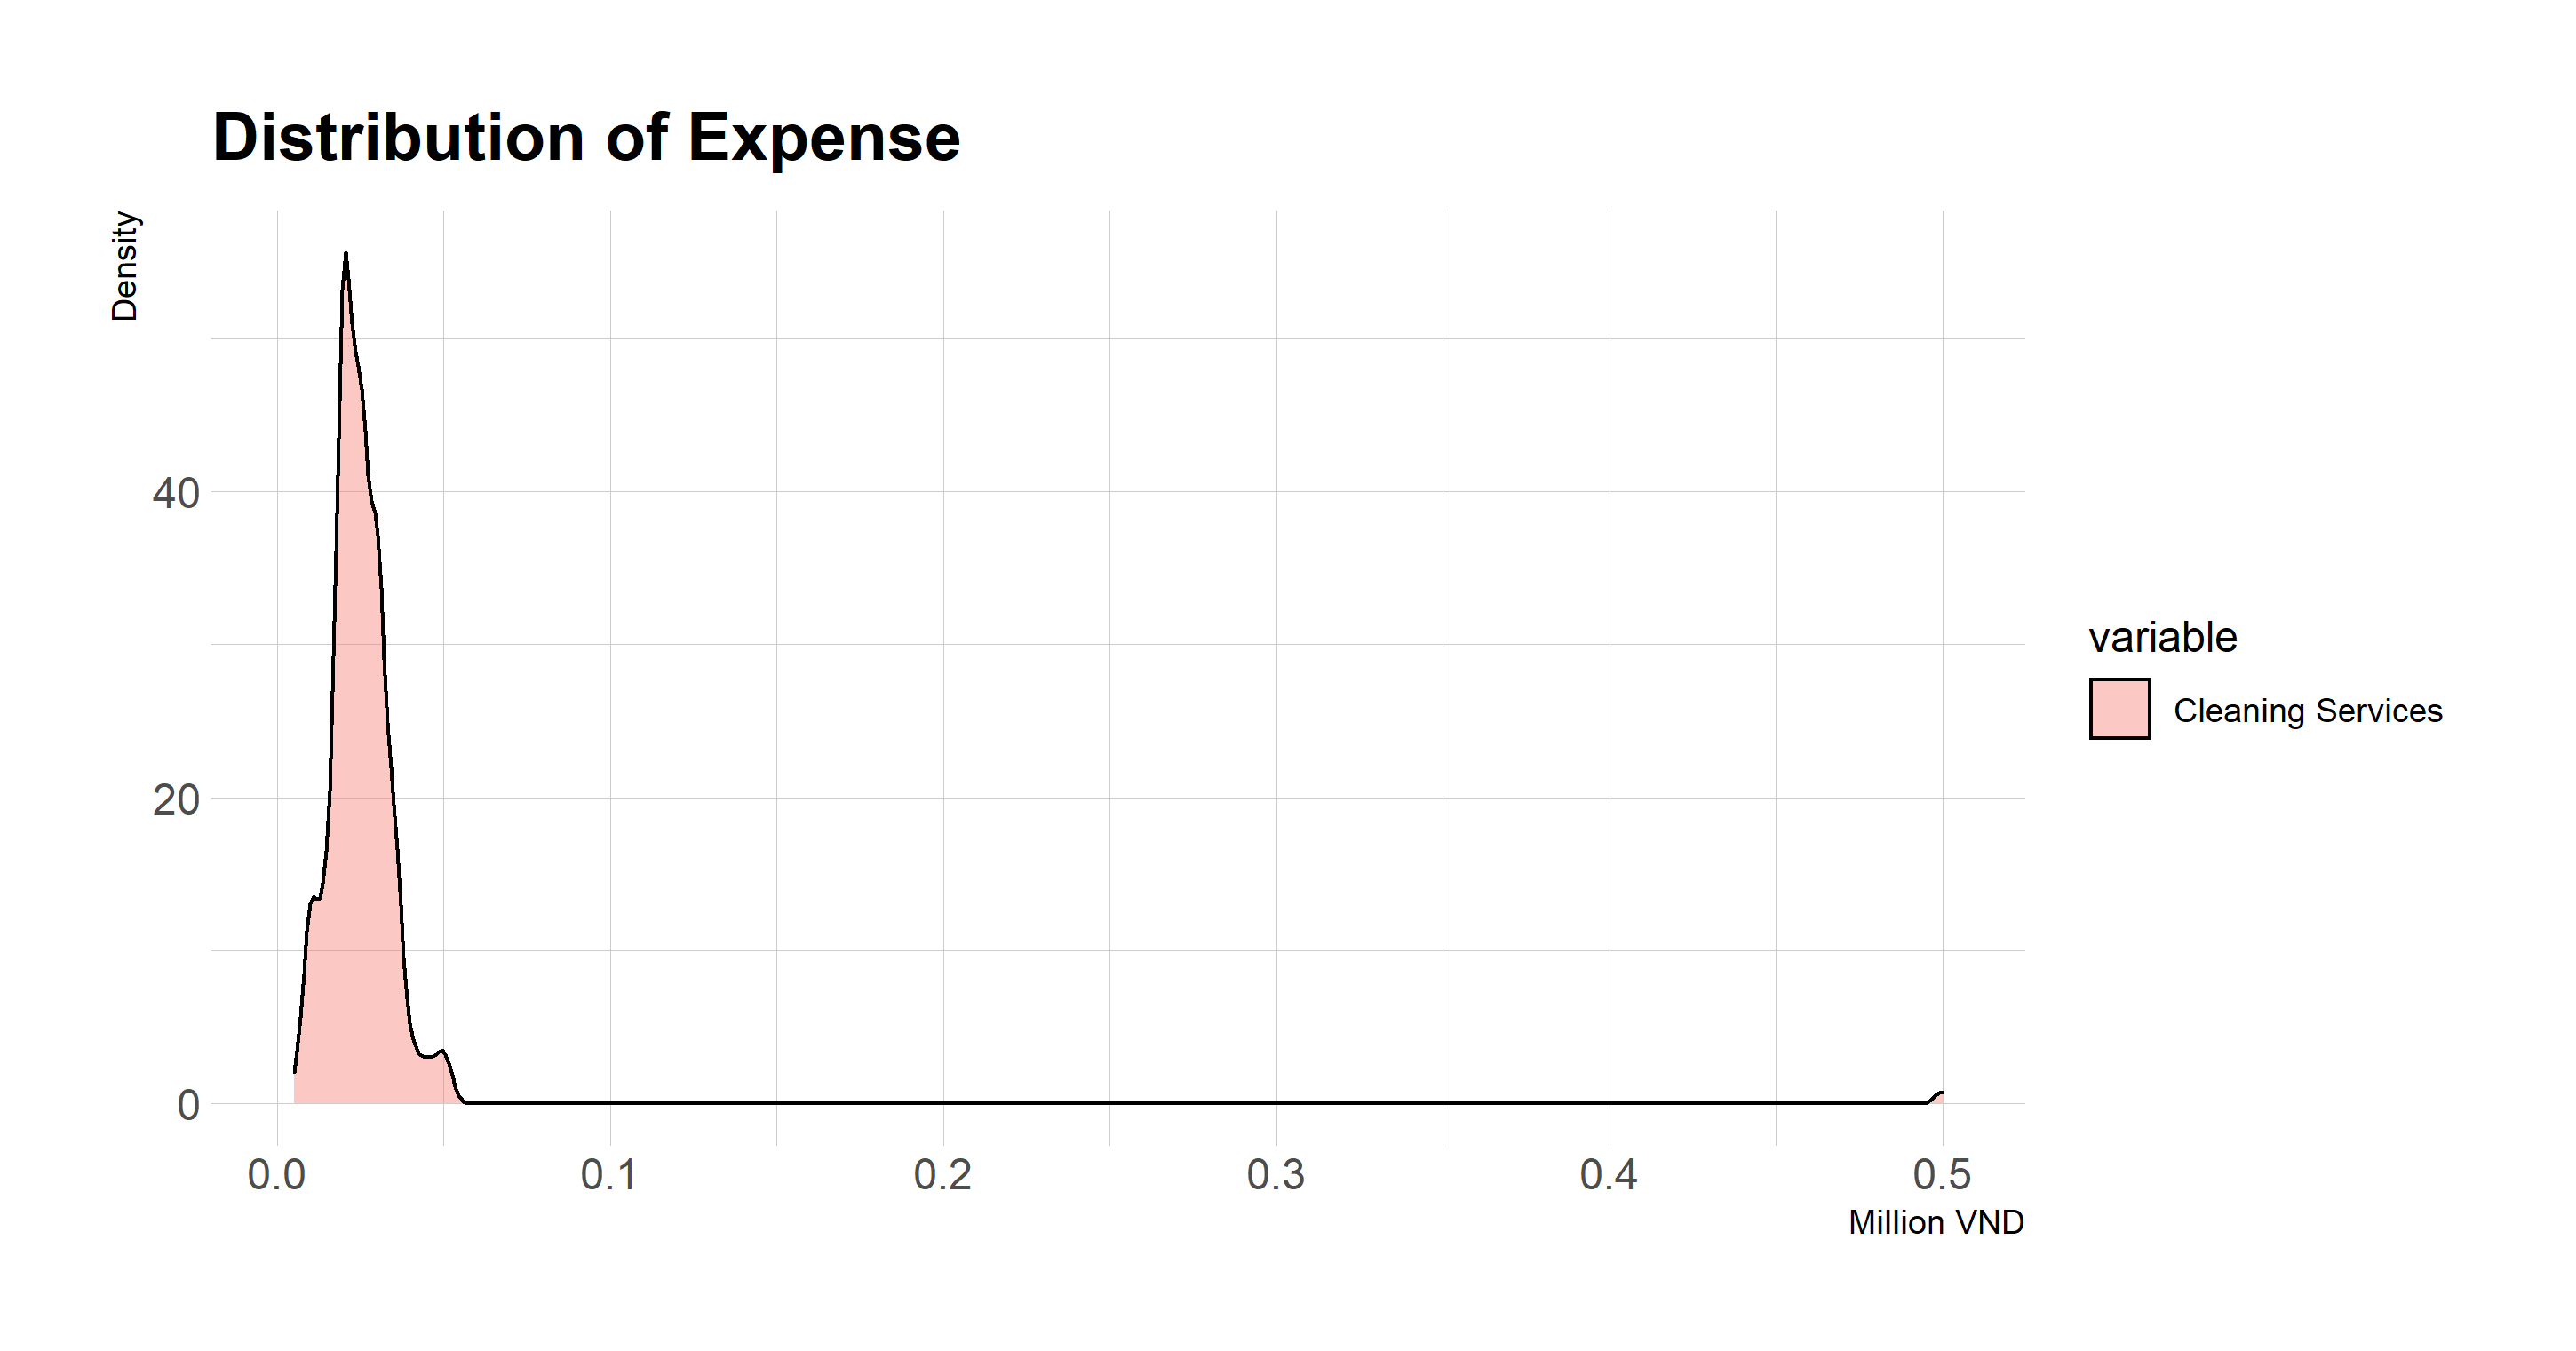 Distribution of Expense
Density
40
20
0
0.0 0.1 0.2 0.3 0.4 0.5
Million VND
variable
Cleaning Services